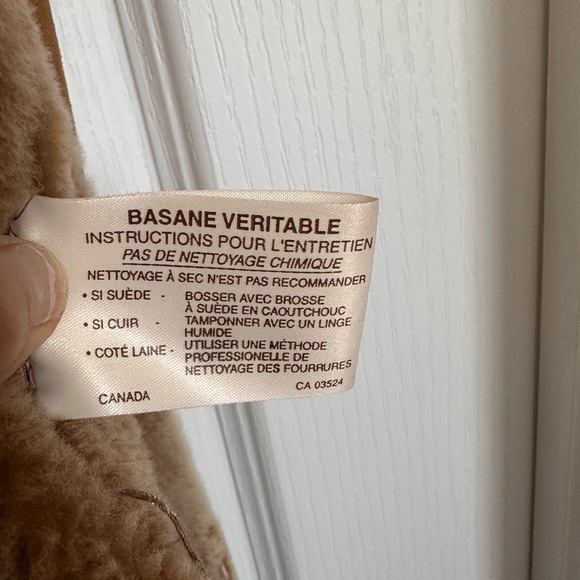 BASANE VERITABLE
INSTRUCTIONS POUR L'ENTRETIEN
PAS DE NETTOYAGE CHIMIQUE
NETTOYAGE À SEC N'EST PAS RECOMMANDER
• SI SUÈDE - BOSSER AVEC BROSSE
À SUÈDE EN CAOUTCHOUC
• SI CUIR - TAMPONNER AVEC UN LINGE
HUMIDE
• COTÉ LAINE - UTILISER UNE MÉTHODE
PROFESSIONELLE DE
NETTOYAGE DES FOURRURES
CANADA CA 03524